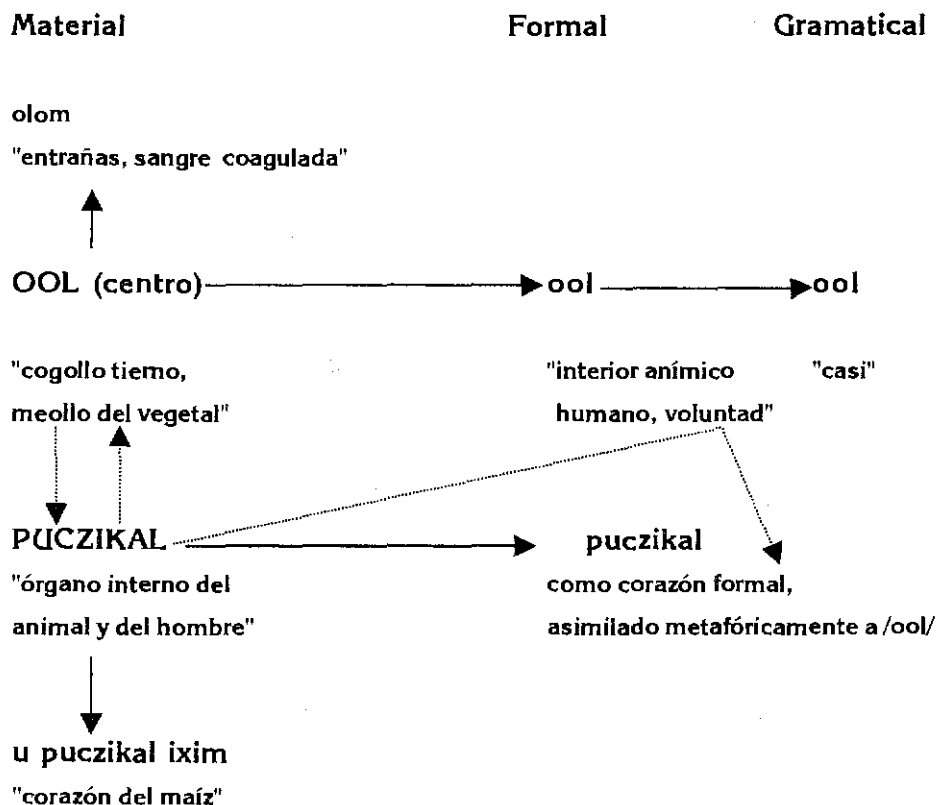 Material Formal Gramatical
olom
"entrañas, sangre coagulada"
OOL (centro) ool ool
"cogollo tierno, "interior anímico "casi"
meollo del vegetal" humano, voluntad"
PUCZIKAL puczikal
"órgano interno del como corazón formal,
animal y del hombre" asimilado metafóricamente a /ool/
u puczikal ixim
"corazón del maíz"